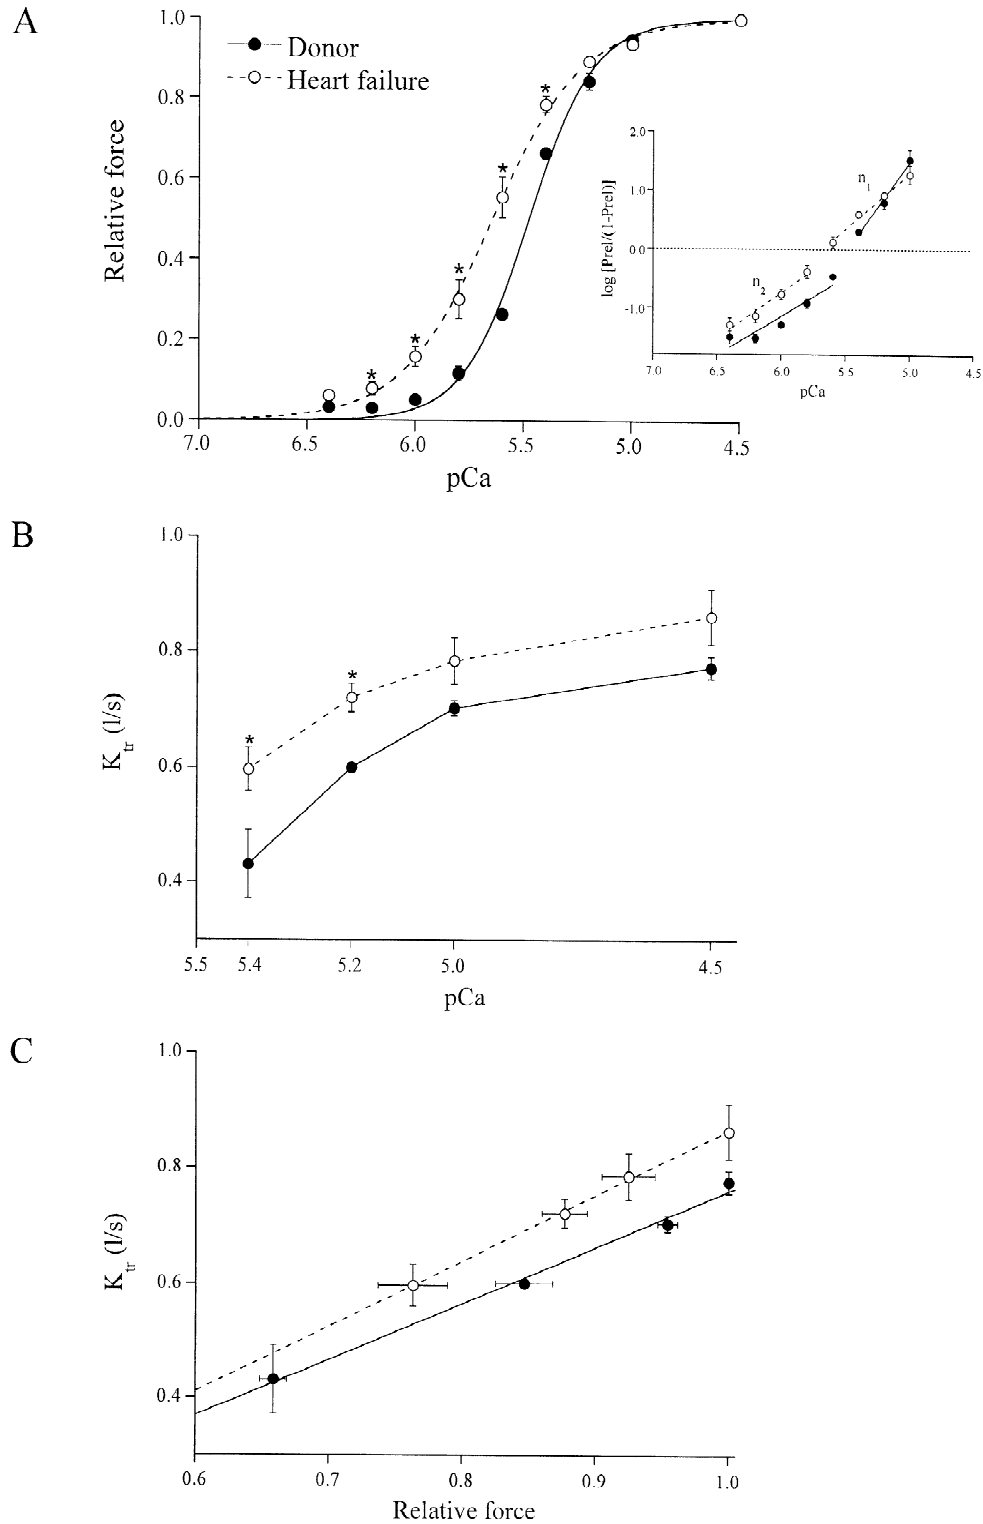 A
1.0
Donor
Heart failure
0.8
0.6
0.4
0.2
0.0
Relative force
* * * * * *
7.0 6.5 6.0 5.5 5.0 4.5
pCa
2.0
1.0
0.0
-1.0
log [Prel/(1-Prel)]
n1
n2
7.0 6.5 6.0 5.5 5.0 4.5
pCa
B
1.0
0.8
0.6
0.4
Ktr (1/s)
* *
5.5 5.4 5.2 5.0 4.5
pCa
C
1.0
0.8
0.6
0.4
Ktr (1/s)
0.6 0.7 0.8 0.9 1.0
Relative force